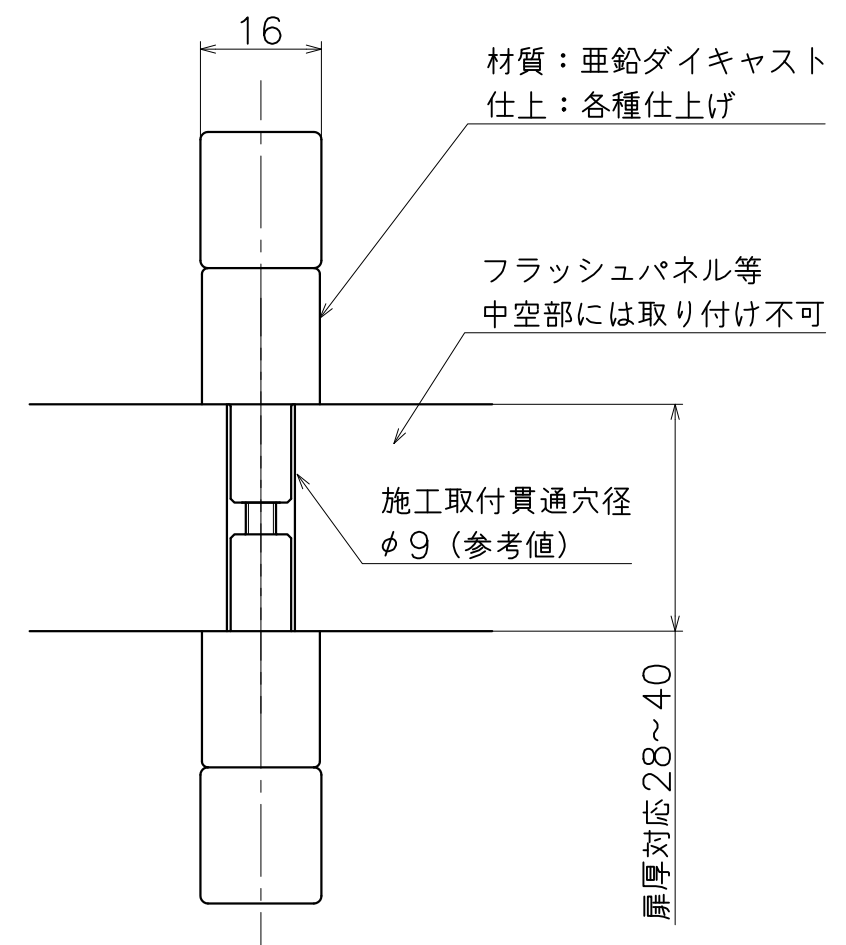 16
材質：亜鉛ダイキャスト
仕上：各種仕上げ
フラッシュパネル等
中空部には取り付け不可
施工取付貫通穴径
φ9（参考値）
扉厚対応28～40